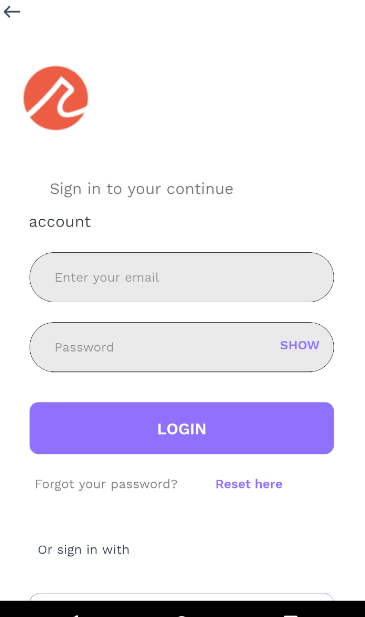 Sign in to your continue
account
Enter your email
Password SHOW
LOGIN
Forgot your password? Reset here
Or sign in with